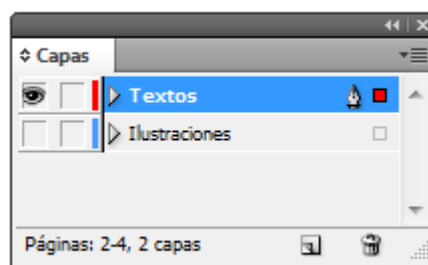 Capas
Textos
Ilustraciones
Páginas: 2-4, 2 capas